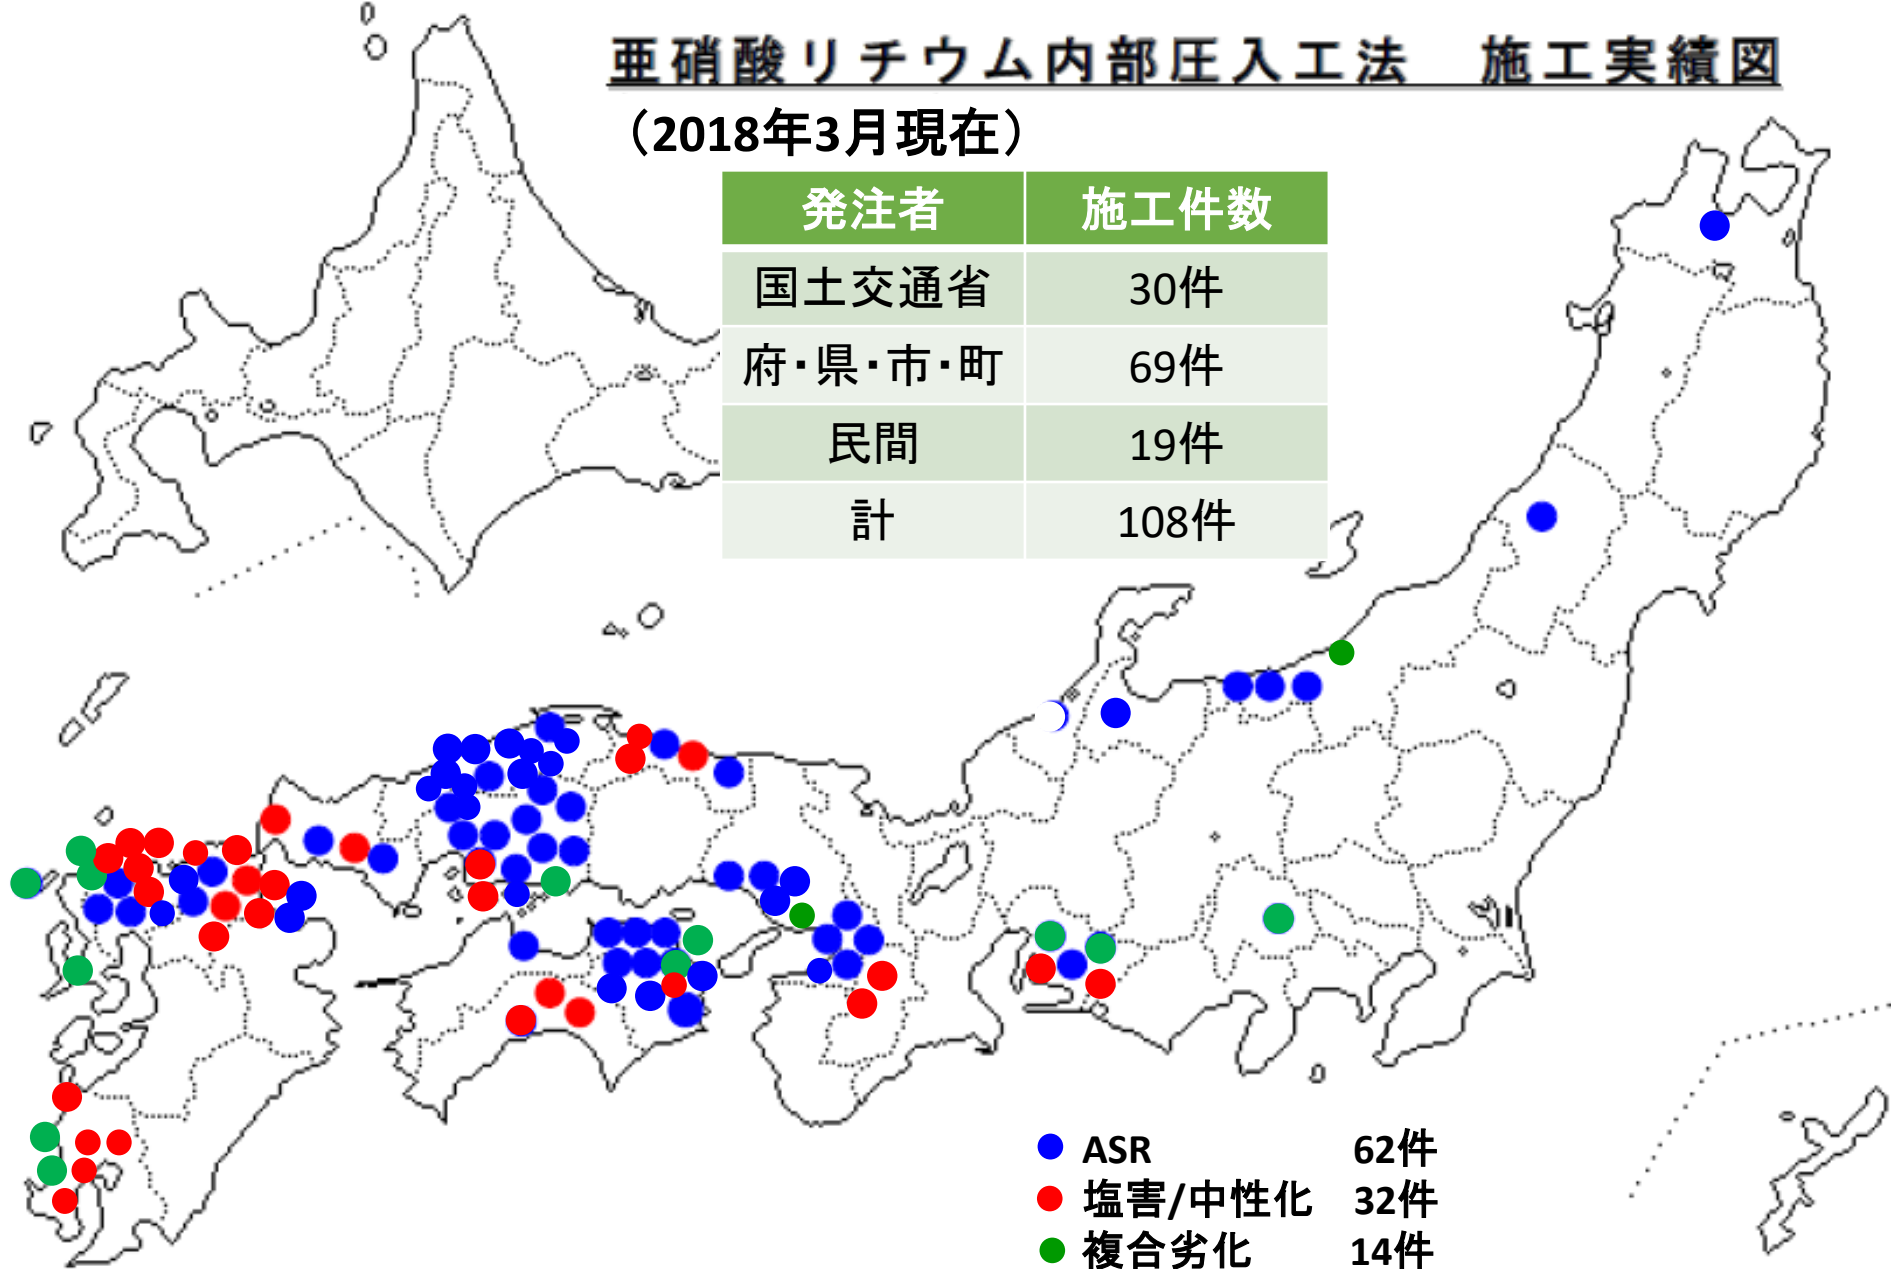 亜硝酸リチウム内部圧入工法　施工実績図
（2018年3月現在）
発注者 施工件数
国土交通省 30件
府・県・市・町 69件
民間 19件
計 108件
ASR 62件
塩害/中性化 32件
複合劣化 14件